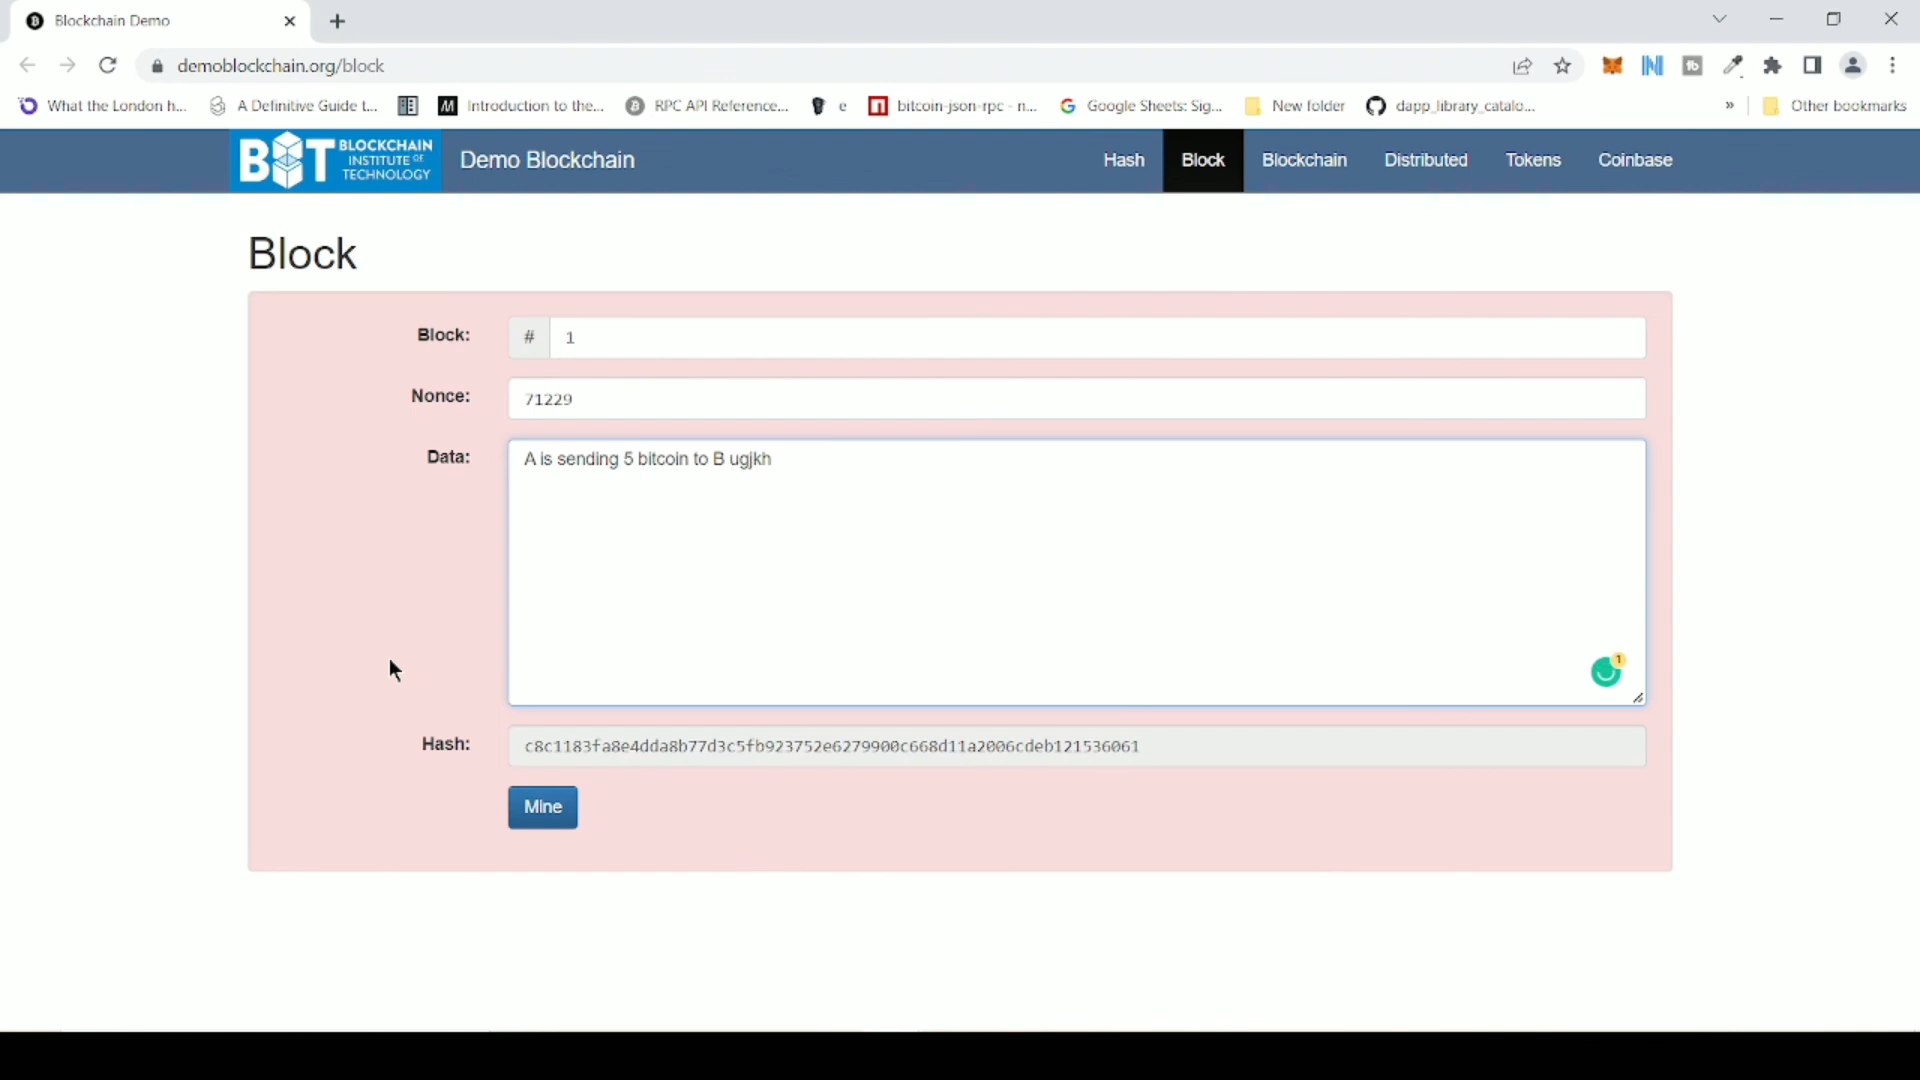 Blockchain Demo
demoblockchain.org/block
What the London h...
A Definitive Guide t...
Introduction to the...
RPC API Reference...
e
bitcoin-json-rpc - n...
Google Sheets: Sig...
New folder
dapp_library_catalo...
»
Other bookmarks
BIT BLOCKCHAIN
INSTITUTE OF
TECHNOLOGY
Demo Blockchain
Hash
Block
Blockchain
Distributed
Tokens
Coinbase
Block
Block: # 1
Nonce: 71229
Data: A is sending 5 bitcoin to B ugjkh
1
Hash: c8c1183fa8e4dda8b77d3c5fb923752e6279900c668d11a2006cdeb121536061
Mine